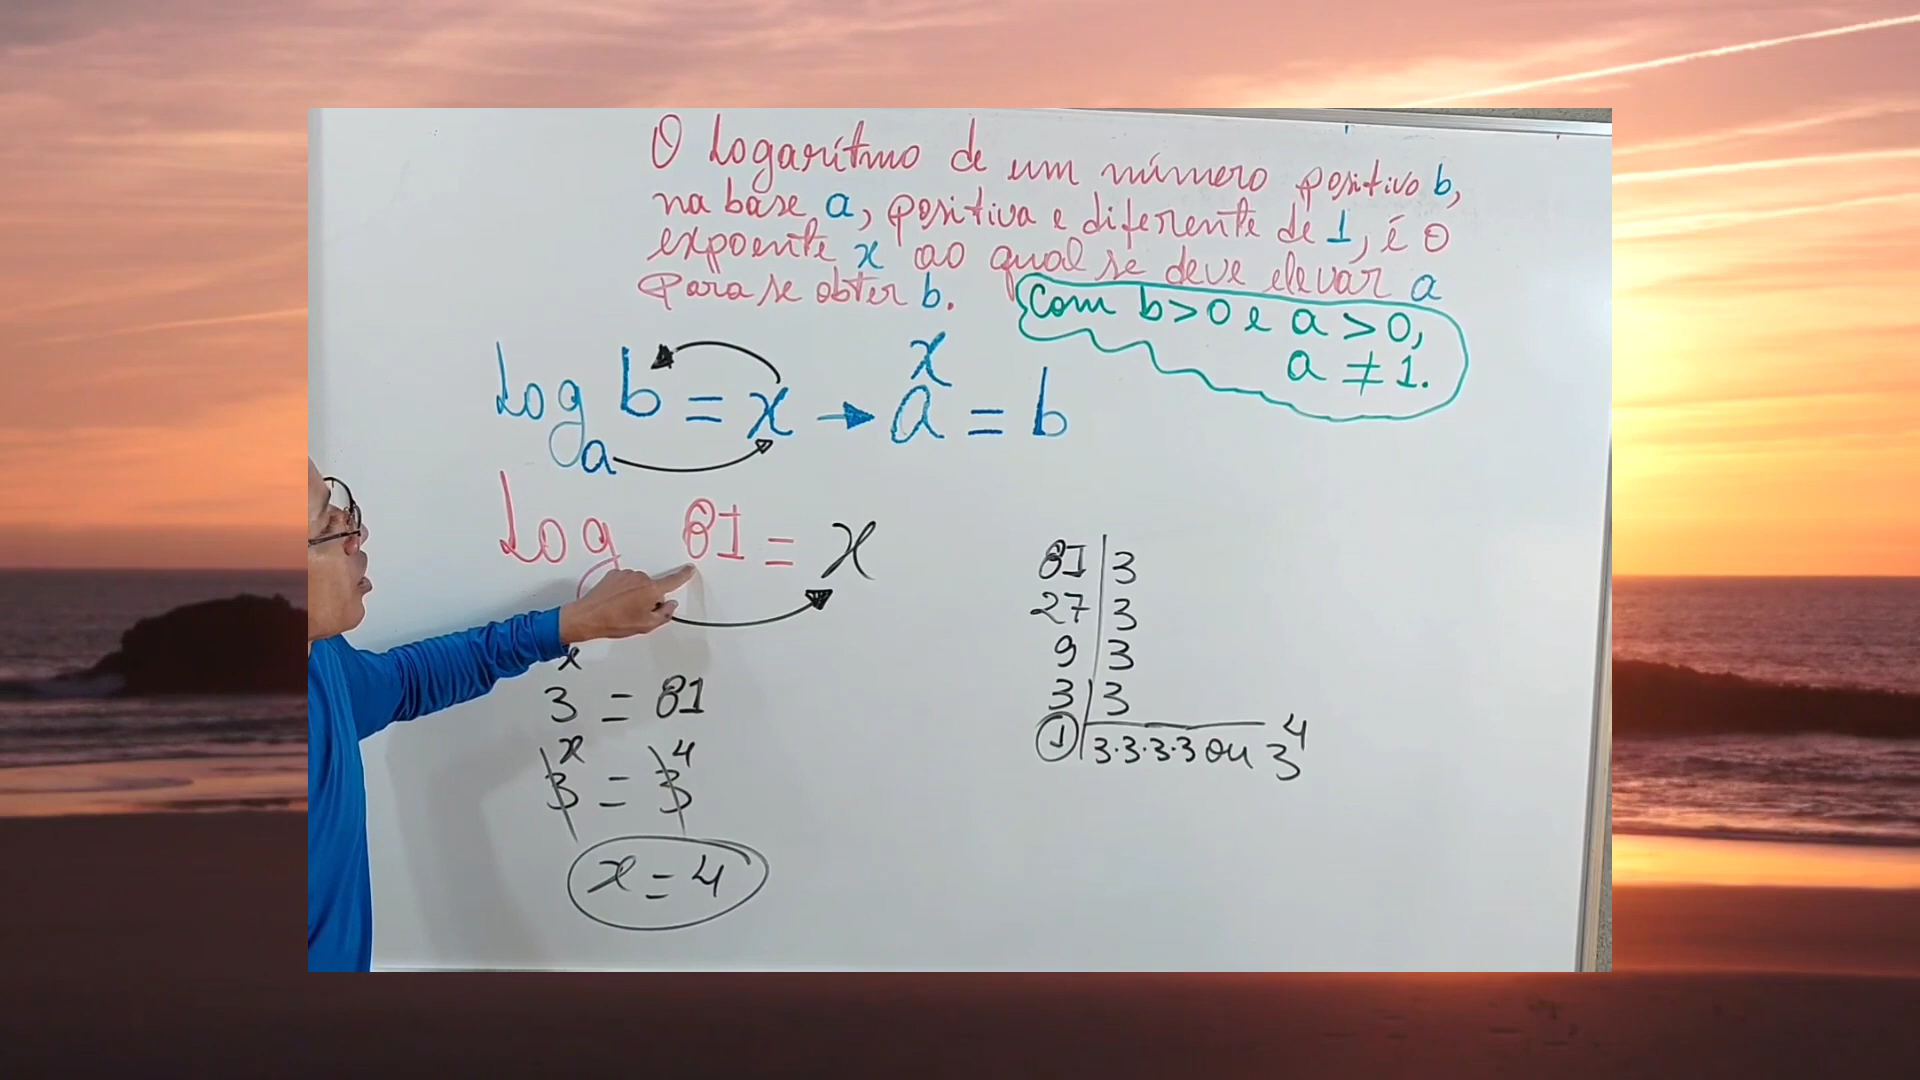 O Logarítmo de um número positivo b,
na base a, positiva e diferente de 1, é o
expoente x ao qual se deve elevar a
para se obter b.
Com b>0 e a>0,
a ≠ 1.
Log_a b = x → a^x = b
Log 81 = x
3^x = 81
3^x = 3^4
x = 4
81 | 3
27 | 3
9 | 3
3 | 3
1 | 3·3·3·3 ou 3^4